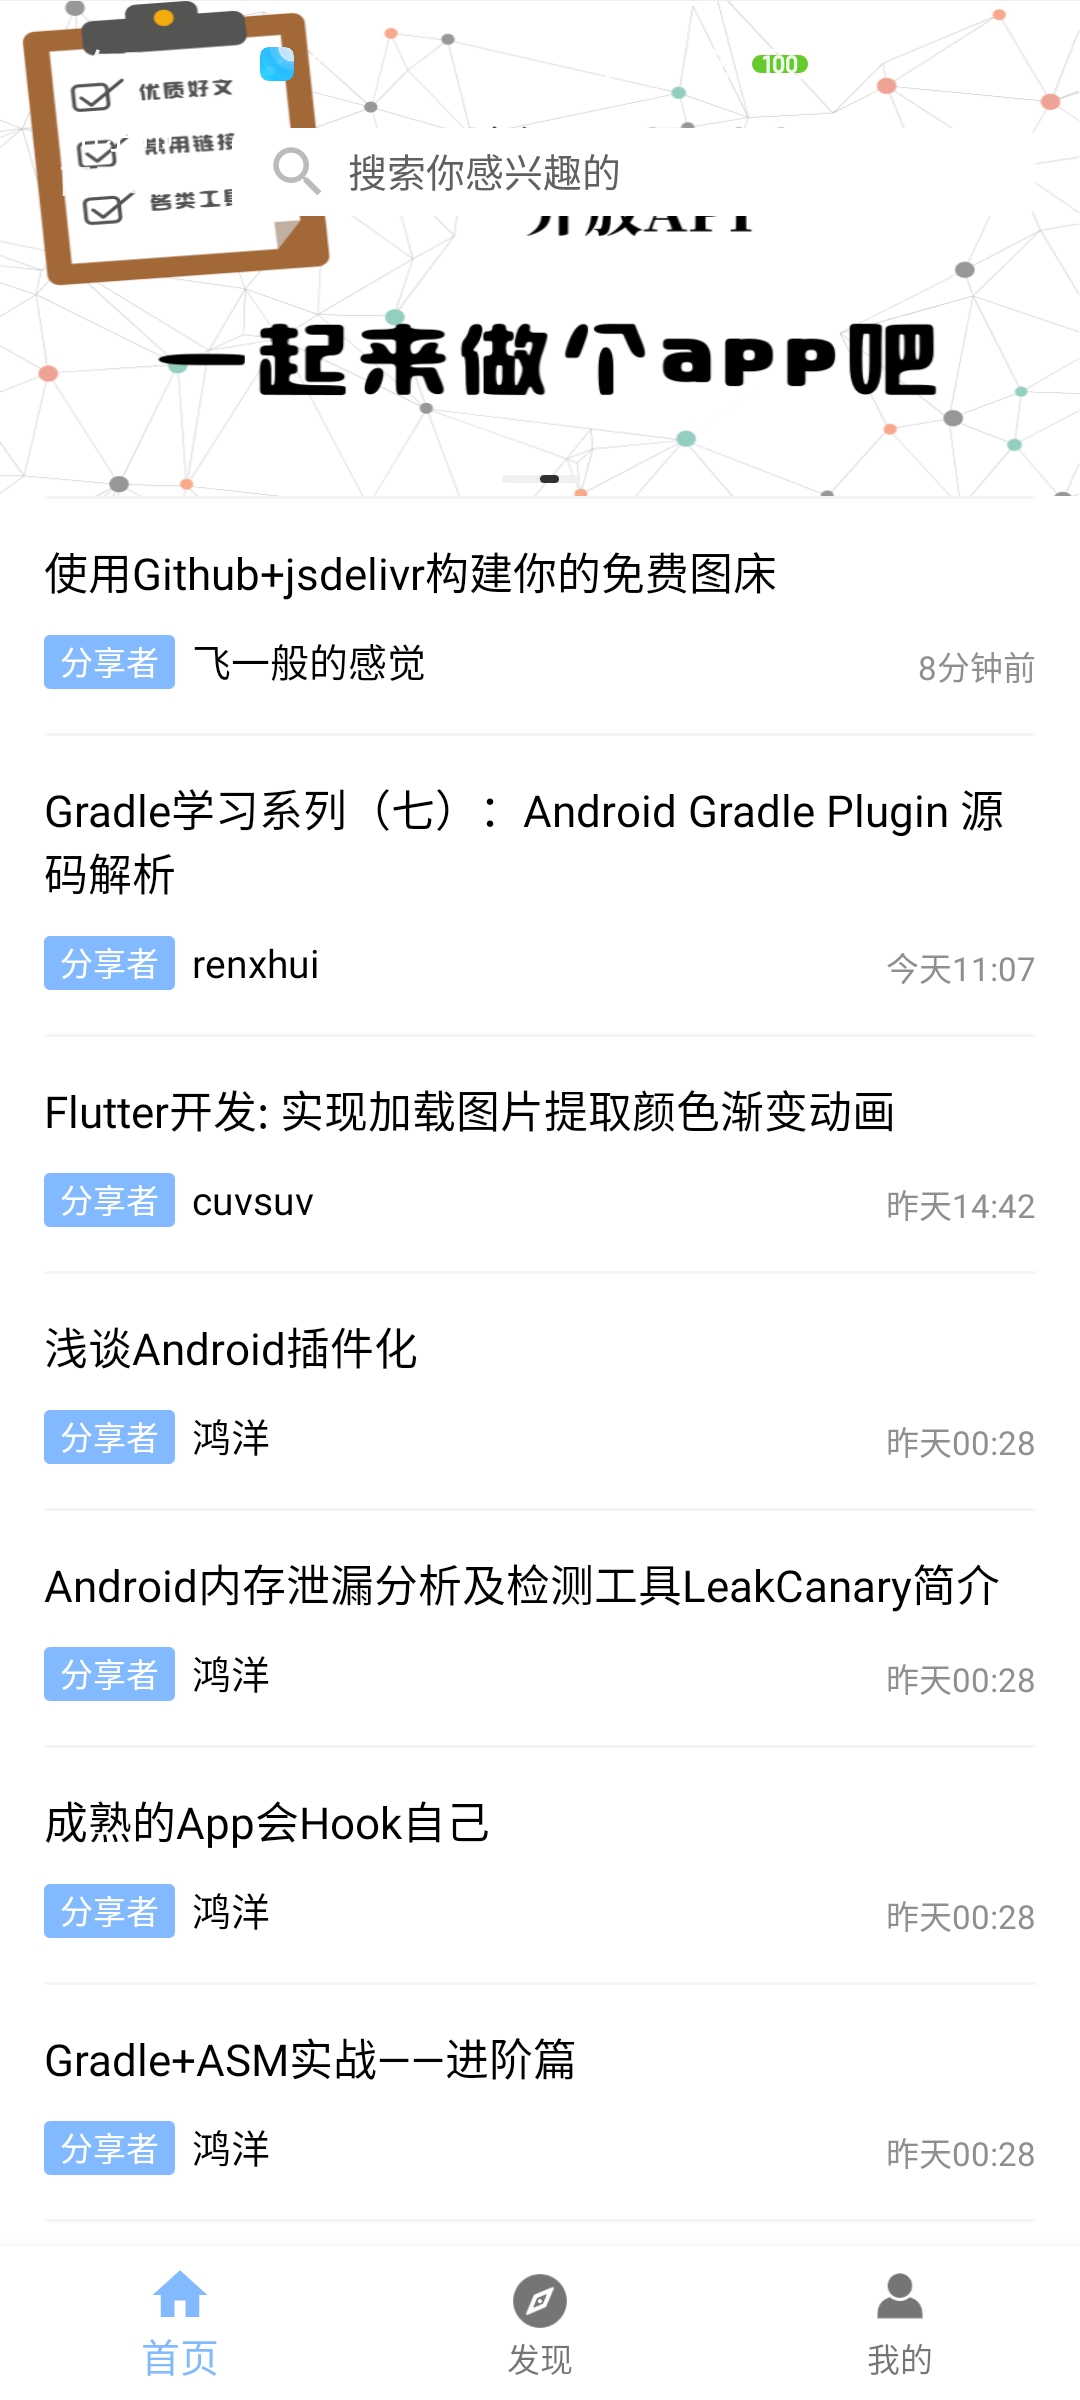 100
优质好文
常用链接
各类工具
搜索你感兴趣的
开放API
一起来做个app吧
使用Github+jsdelivr构建你的免费图床
分享者 飞一般的感觉 8分钟前
Gradle学习系列（七）：Android Gradle Plugin 源
码解析
分享者 renxhui 今天11:07
Flutter开发: 实现加载图片提取颜色渐变动画
分享者 cuvsuv 昨天14:42
浅谈Android插件化
分享者 鸿洋 昨天00:28
Android内存泄漏分析及检测工具LeakCanary简介
分享者 鸿洋 昨天00:28
成熟的App会Hook自己
分享者 鸿洋 昨天00:28
Gradle+ASM实战——进阶篇
分享者 鸿洋 昨天00:28
首页 发现 我的